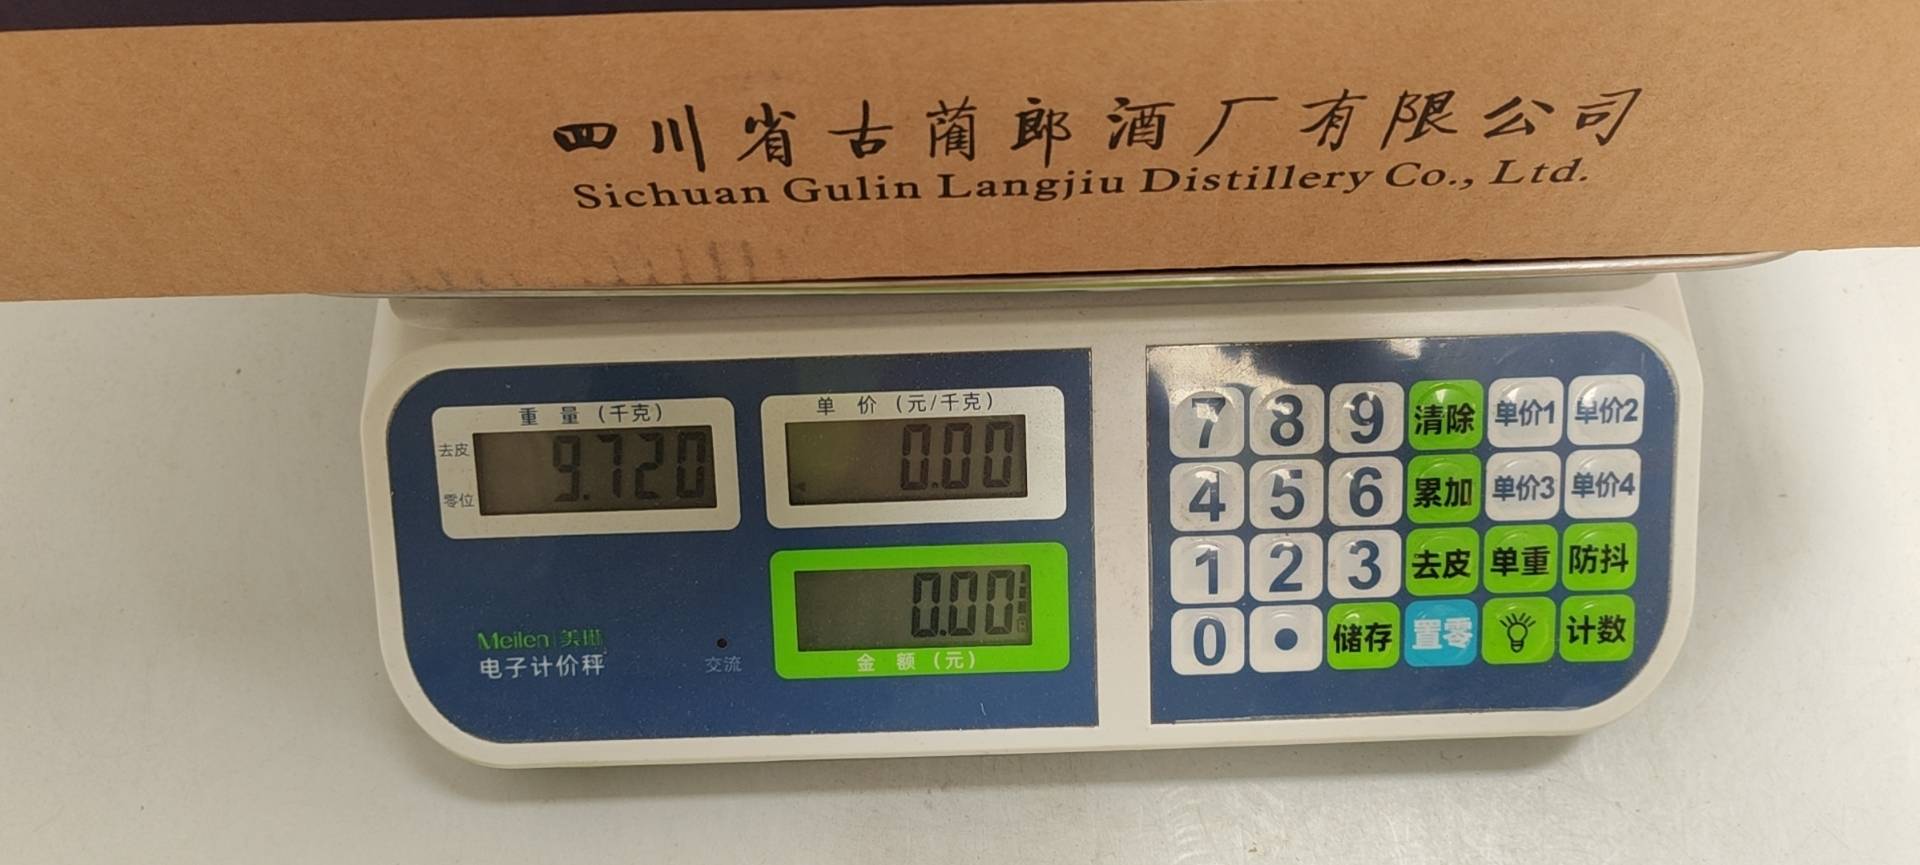 四川省古蔺郎酒厂有限公司
Sichuan Gulin Langjiu Distillery Co., Ltd.
重 量 (千克)
去皮
9.720
零位
单 价 (元/千克)
0.00
0.00
金 额 (元)
Meilen 美琳
电子计价秤
交流
7 8 9 清除 单价1 单价2
4 5 6 累加 单价3 单价4
1 2 3 去皮 单重 防抖
0 • 储存 置零 计数